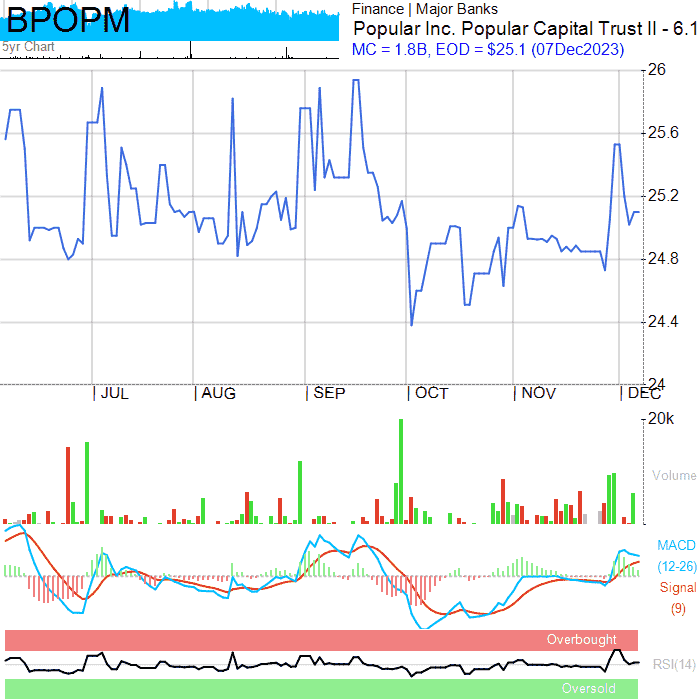 BPOPM
5yr Chart
Finance | Major Banks
Popular Inc. Popular Capital Trust II - 6.1
MC = 1.8B, EOD = $25.1 (07Dec2023)
26
25.6
25.2
24.8
24.4
24
JUL AUG SEP OCT NOV DEC
20k
Volume
MACD
(12-26)
Signal
(9)
Overbought
RSI(14)
Oversold